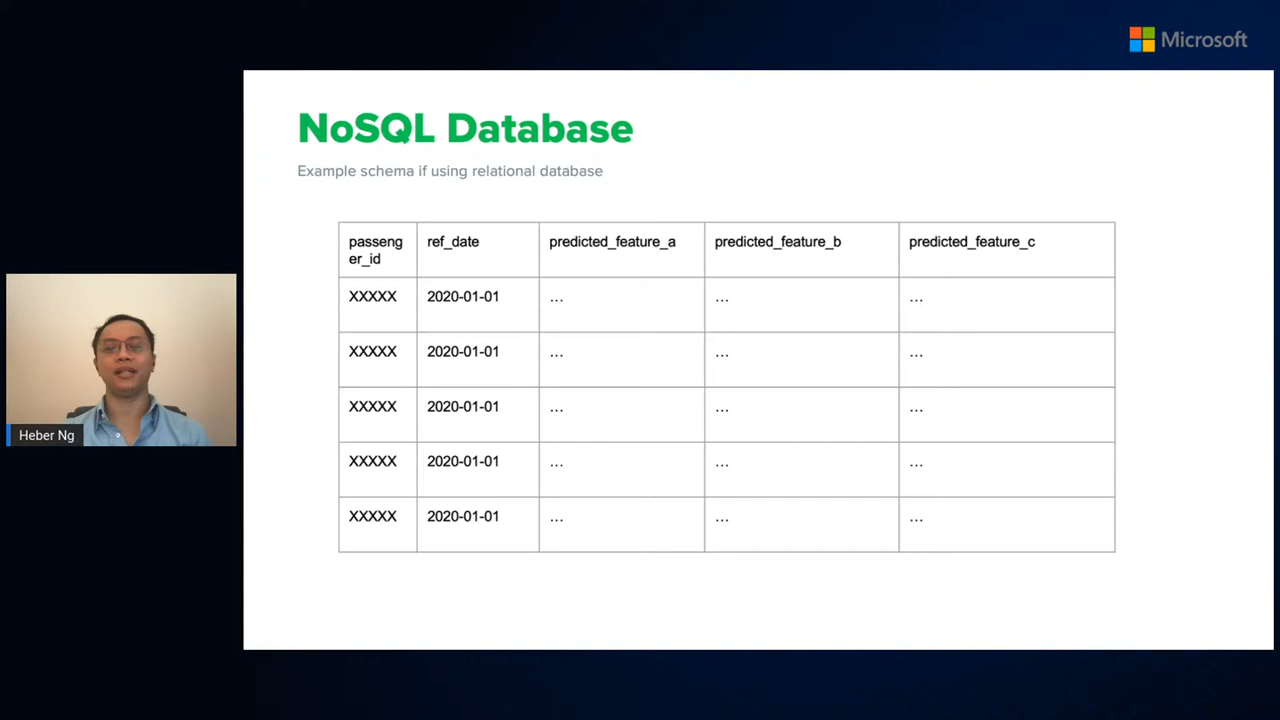 Microsoft
NoSQL Database
Example schema if using relational database
passeng
er_id
ref_date
predicted_feature_a
predicted_feature_b
predicted_feature_c
XXXXX 2020-01-01 ... ... ...
XXXXX 2020-01-01 ... ... ...
XXXXX 2020-01-01 ... ... ...
XXXXX 2020-01-01 ... ... ...
XXXXX 2020-01-01 ... ... ...
Heber Ng